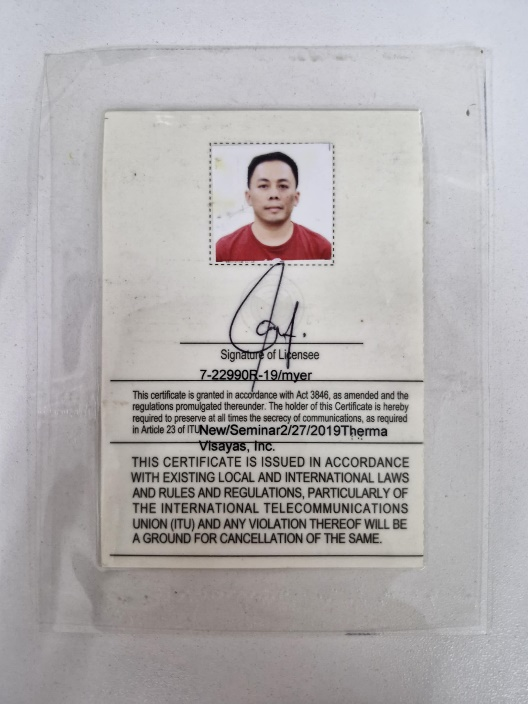 Signature of Licensee
7-22990R-19/myer
This certificate is granted in accordance with Act 3846, as amended and the
regulations promulgated thereunder. The holder of this Certificate is hereby
required to preserve at all times the secrecy of communications, as required
in Article 23 of ITU
New/Seminar2/27/2019Therma
Visayas, Inc.
THIS CERTIFICATE IS ISSUED IN ACCORDANCE
WITH EXISTING LOCAL AND INTERNATIONAL LAWS
AND RULES AND REGULATIONS, PARTICULARLY OF
THE INTERNATIONAL TELECOMMUNICATIONS
UNION (ITU) AND ANY VIOLATION THEREOF WILL BE
A GROUND FOR CANCELLATION OF THE SAME.